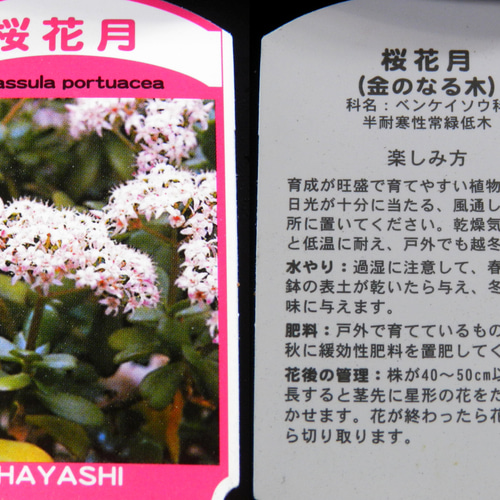 桜花月
assula portuacea
HAYASHI
桜花月
(金のなる木)
科名：ベンケイソウ科
半耐寒性常緑低木
楽しみ方
育成が旺盛で育てやすい植物
日光が十分に当たる、風通し
所に置いてください。乾燥気
と低温に耐え、戸外でも越冬
水やり：過湿に注意して、春
鉢の表土が乾いたら与え、冬
味に与えます。
肥料：戸外で育てているもの
秋に緩効性肥料を置肥してく
花後の管理：株が40～50cm以
長すると茎先に星形の花をた
かせます。花が終わったら花
ら切り取ります。